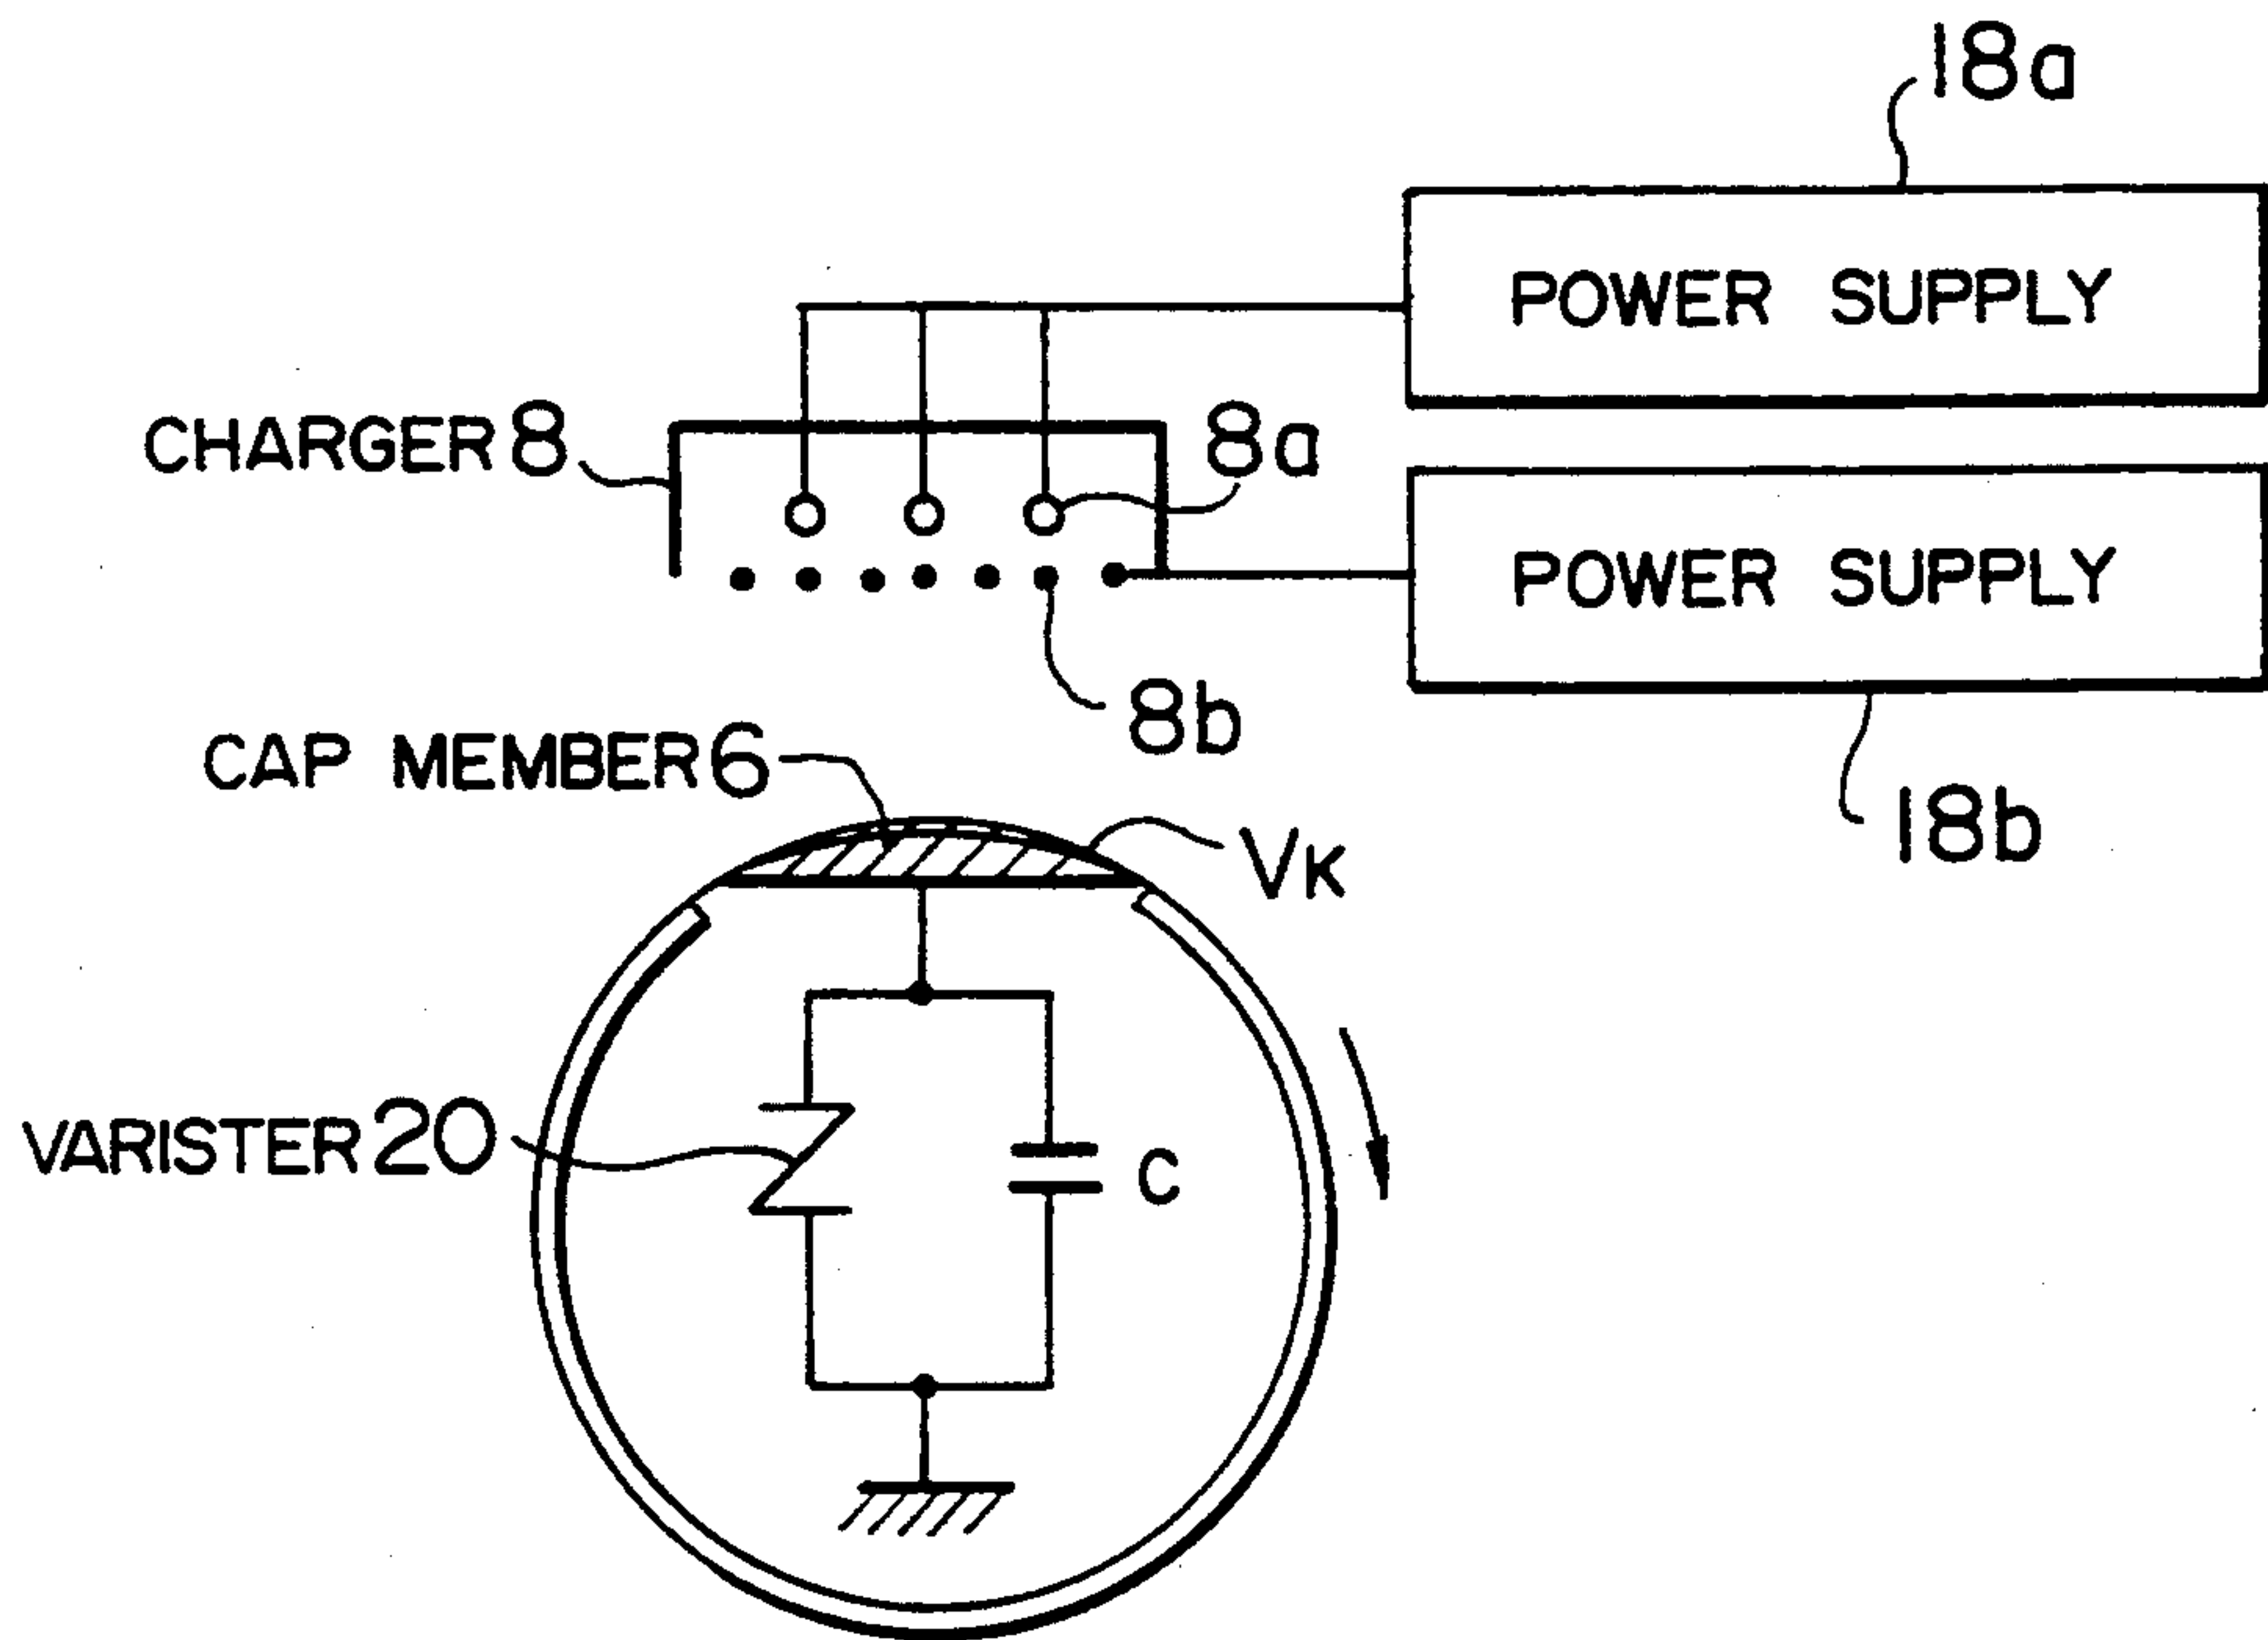 18a
POWER SUPPLY
CHARGER 8
8a
POWER SUPPLY
8b
CAP MEMBER 6
18b
VK
VARISTER 20
C